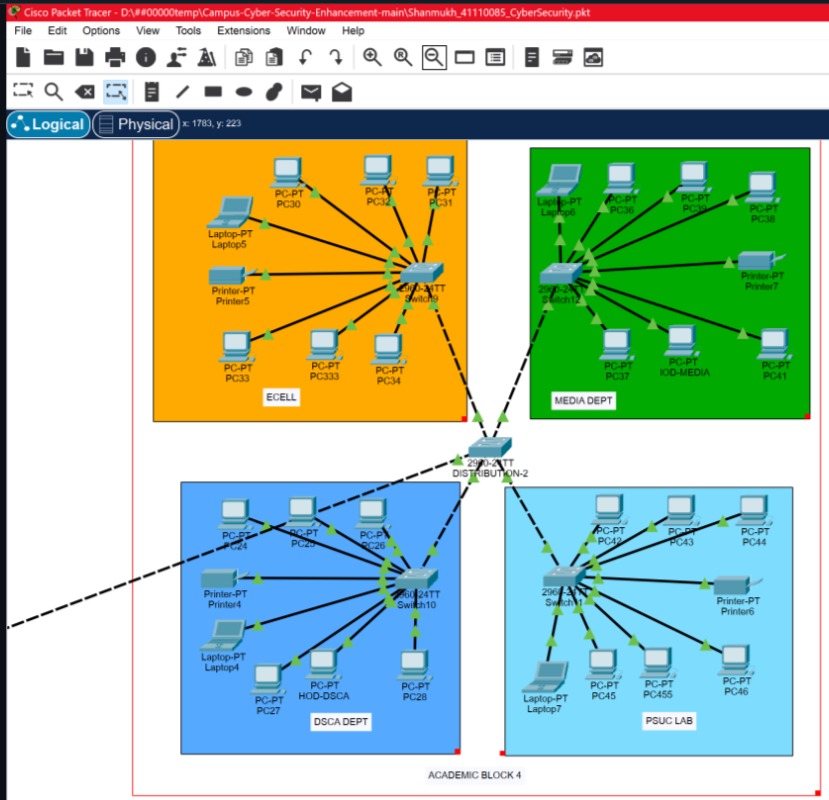 Cisco Packet Tracer - D:\##00000temp\Campus-Cyber-Security-Enhancement-main\Shanmukh_41110085_CyberSecurity.pkt
File Edit Options View Tools Extensions Window Help
Logical Physical x: 1783, y: 223
PC-PT
PC30
PC-PT
PC32
PC-PT
PC31
Laptop-PT
Laptop5
Printer-PT
Printer5
2960-24TT
Switch9
PC-PT
PC33
PC-PT
PC333
PC-PT
PC34
ECELL
Laptop-PT
Laptop6
PC-PT
PC36
PC-PT
PC39
PC-PT
PC38
2960-24TT
Switch12
Printer-PT
Printer7
PC-PT
PC37
PC-PT
IOD-MEDIA
PC-PT
PC41
MEDIA DEPT
2960-24TT
DISTRIBUTION-2
PC-PT
PC24
PC-PT
PC25
PC-PT
PC26
Printer-PT
Printer4
2960-24TT
Switch10
Laptop-PT
Laptop4
PC-PT
PC27
PC-PT
HOD-DSCA
PC-PT
PC28
DSCA DEPT
PC-PT
PC42
PC-PT
PC43
PC-PT
PC44
2960-24TT
Switch11
Printer-PT
Printer6
Laptop-PT
Laptop7
PC-PT
PC45
PC-PT
PC455
PC-PT
PC46
PSUC LAB
ACADEMIC BLOCK 4